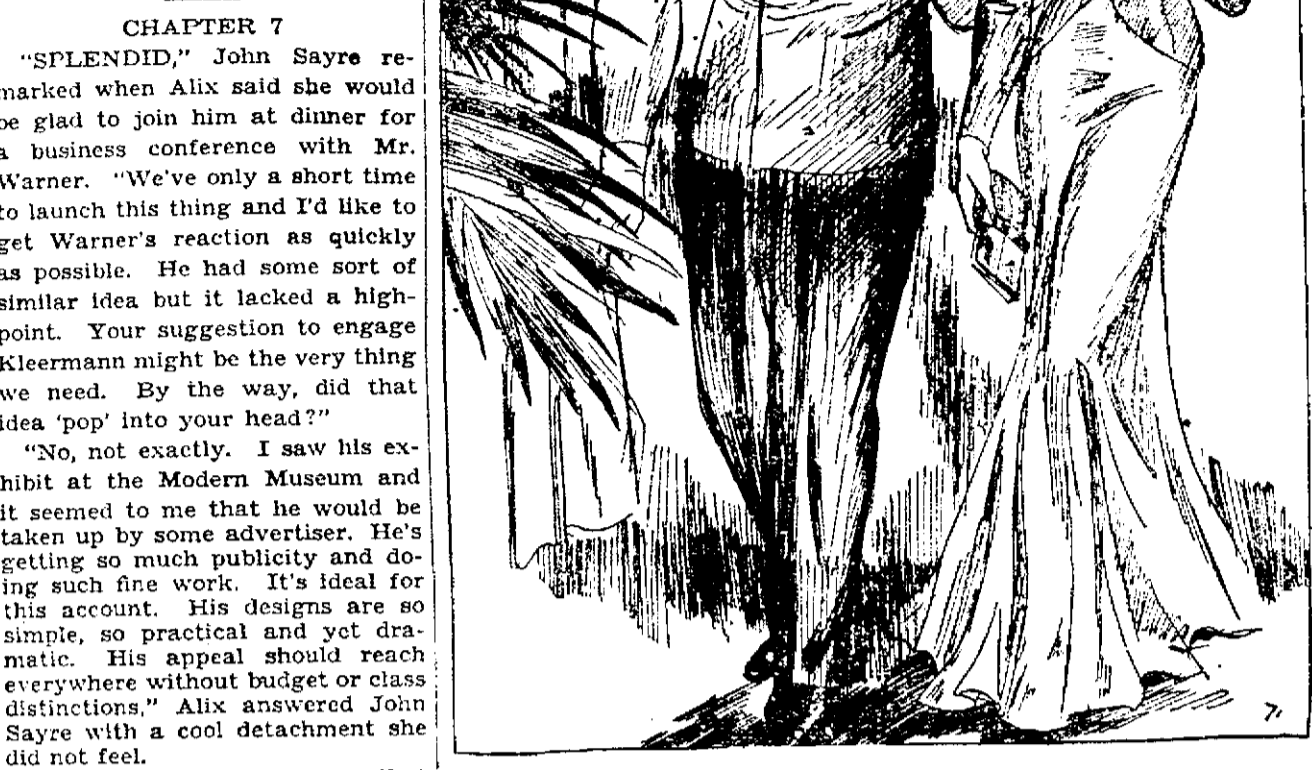 CHAPTER 7
"SPLENDID," John Sayre re-
marked when Alix said she would
be glad to join him at dinner for
a business conference with Mr.
Warner. "We've only a short time
to launch this thing and I'd like to
get Warner's reaction as quickly
as possible. He had some sort of
similar idea but it lacked a high-
point. Your suggestion to engage
Kleermann might be the very thing
we need. By the way, did that
idea 'pop' into your head?"
"No, not exactly. I saw his ex-
hibit at the Modern Museum and
it seemed to me that he would be
taken up by some advertiser. He's
getting so much publicity and do-
ing such fine work. It's ideal for
this account. His designs are so
simple, so practical and yet dra-
matic. His appeal should reach
everywhere without budget or class
distinctions," Alix answered John
Sayre with a cool detachment she
did not feel.
7.